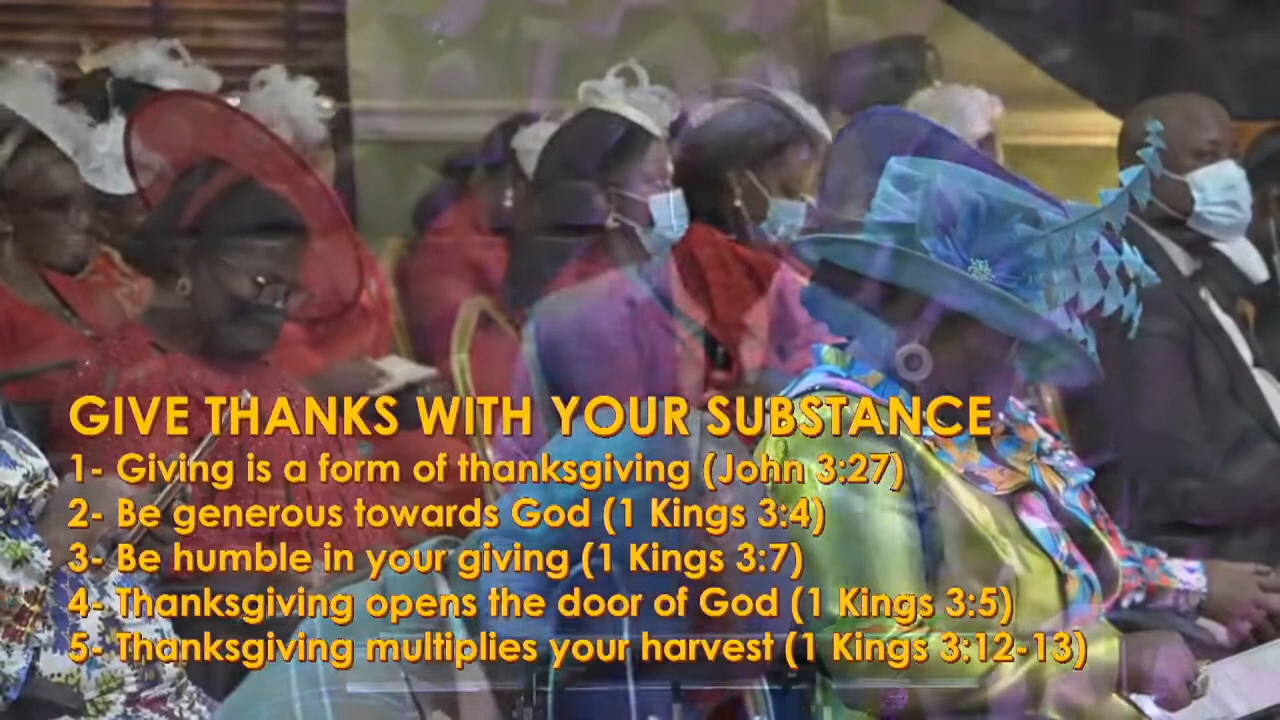 GIVE THANKS WITH YOUR SUBSTANCE
1- Giving is a form of thanksgiving (John 3:27)
2- Be generous towards God (1 Kings 3:4)
3- Be humble in your giving (1 Kings 3:7)
4- Thanksgiving opens the door of God (1 Kings 3:5)
5- Thanksgiving multiplies your harvest (1 Kings 3:12-13)